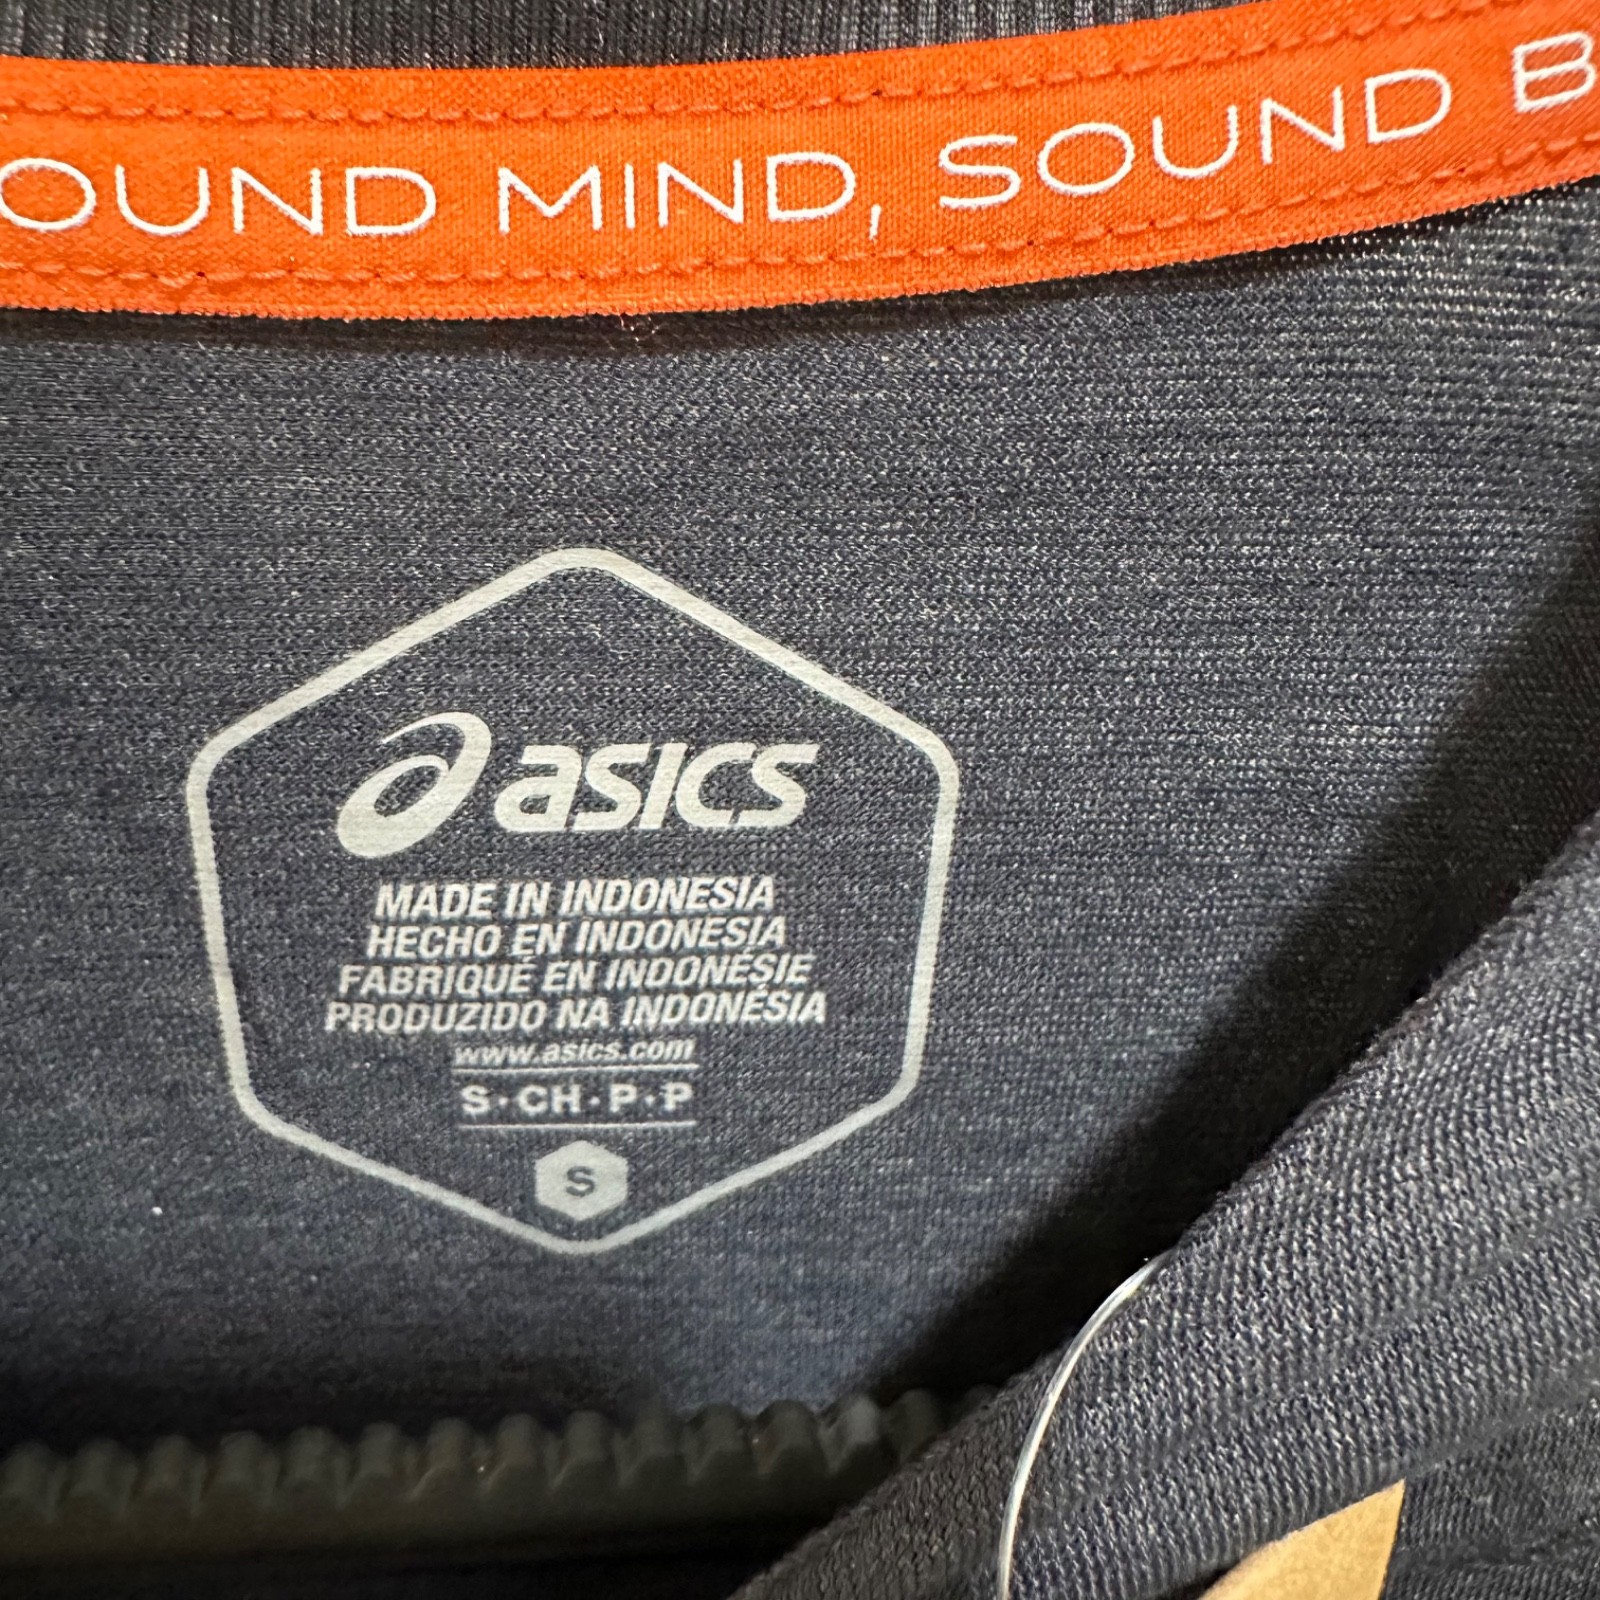 OUND MIND, SOUND B
asics
MADE IN INDONESIA
HECHO EN INDONESIA
FABRIQUÉ EN INDONÉSIE
PRODUZIDO NA INDONÉSIA
www.asics.com
S·CH·P·P
S